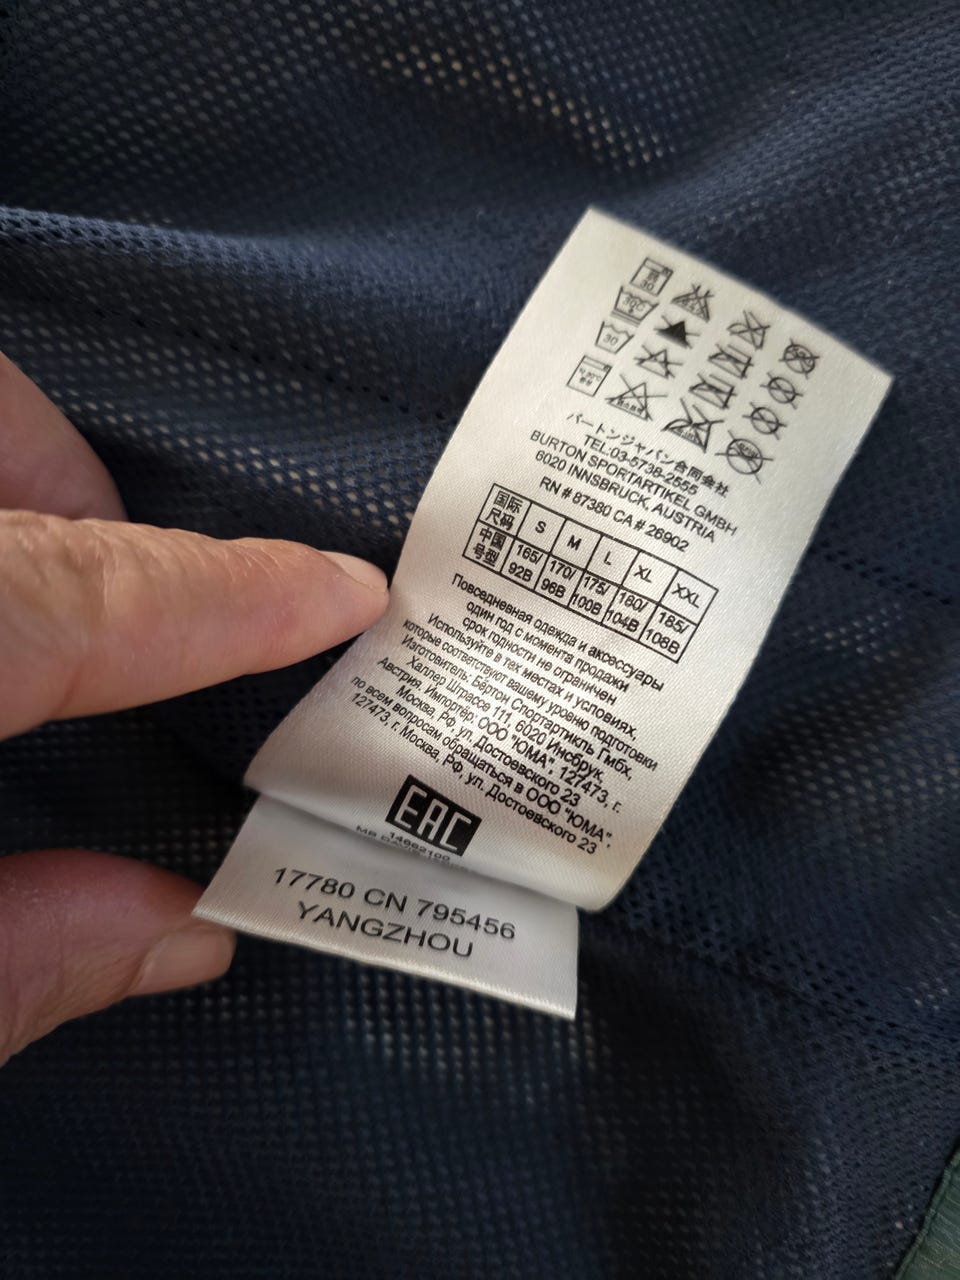 30
30°C
30
バートンジャパン合同会社
TEL:03-5738-2555
BURTON SPORTARTIKEL GMBH
6020 INNSBRUCK, AUSTRIA
RN # 87380 CA # 26902
国际尺码 S M L XL XXL
中国号型 165/92B 170/96B 175/100B 180/104B 185/108B
Повседневная одежда и аксессуары
один год с момента продажи
срок годности не ограничен
Используйте в тех местах и условиях,
которые соответствуют вашему уровню подготовки
Изготовитель: Бёртон Спортартикль Гмбх,
Халлер Штрассе 111, 6020 Инсбрук,
Австрия. Импортёр: ООО "ЮМА", 127473, г.
Москва, РФ, ул. Достоевского 23
по всем вопросам обращаться в ООО "ЮМА",
127473, г. Москва, РФ, ул. Достоевского 23
EAC
14662100
MB
17780 CN 795456
YANGZHOU